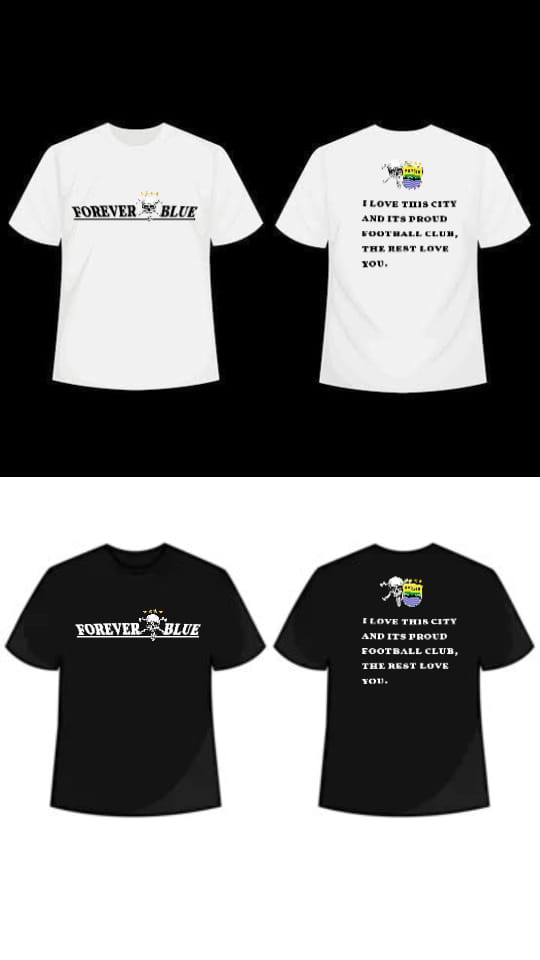 FOREVER BLUE
I LOVE THIS CITY
AND ITS PROUD
FOOTBALL CLUB,
THE REST LOVE
YOU.
FOREVER BLUE
I LOVE THIS CITY
AND ITS PROUD
FOOTBALL CLUB,
THE REST LOVE
YOU.